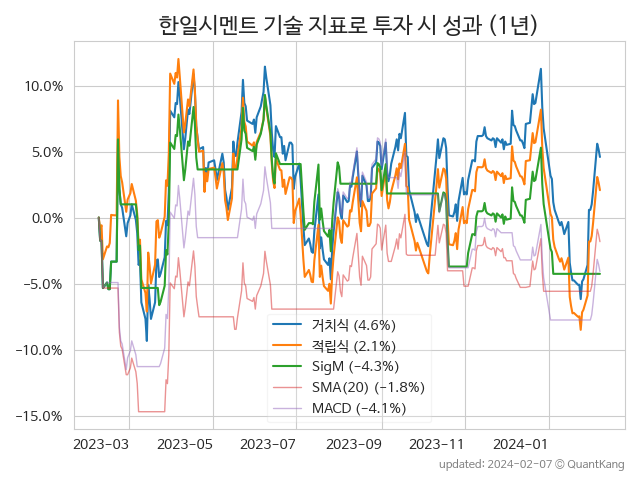 한일시멘트 기술 지표로 투자 시 성과 (1년)
10.0%
5.0%
0.0%
−5.0%
−10.0%
−15.0%
거치식 (4.6%)
적립식 (2.1%)
SigM (−4.3%)
SMA(20) (−1.8%)
MACD (−4.1%)
2023-03 2023-05 2023-07 2023-09 2023-11 2024-01
updated: 2024-02-07 © QuantKang